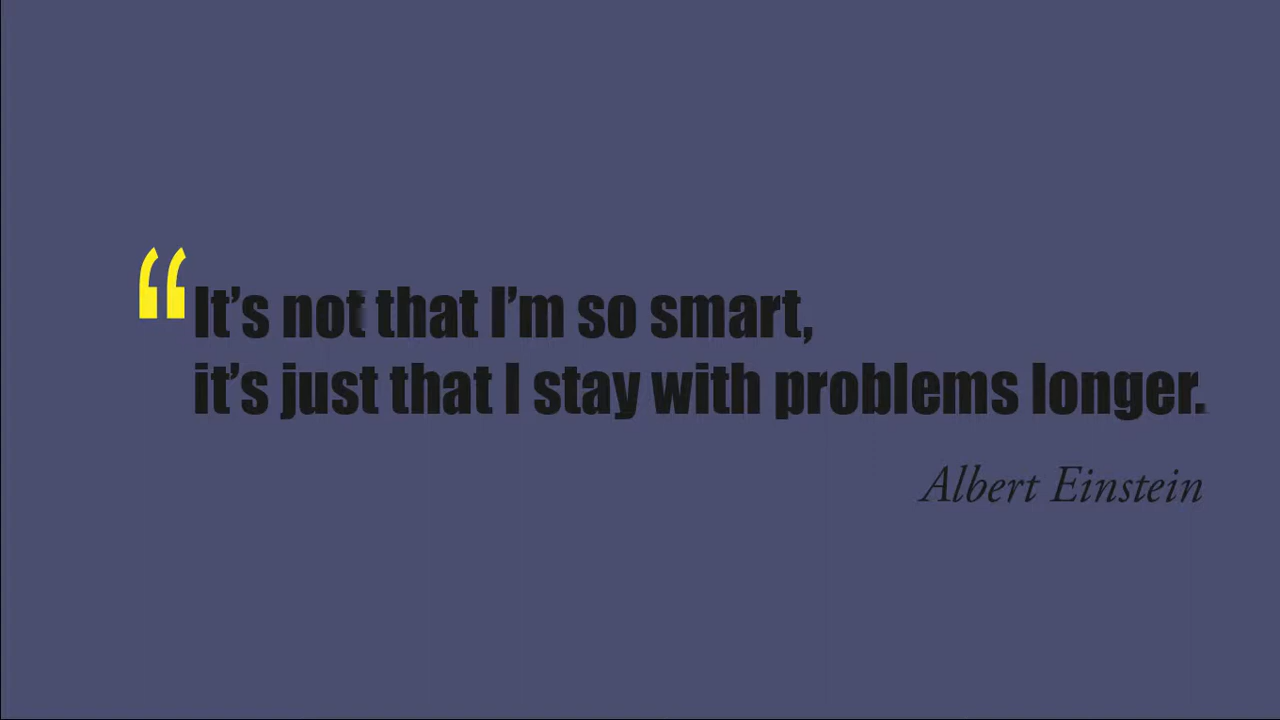 “It’s not that I’m so smart,
it’s just that I stay with problems longer.
Albert Einstein